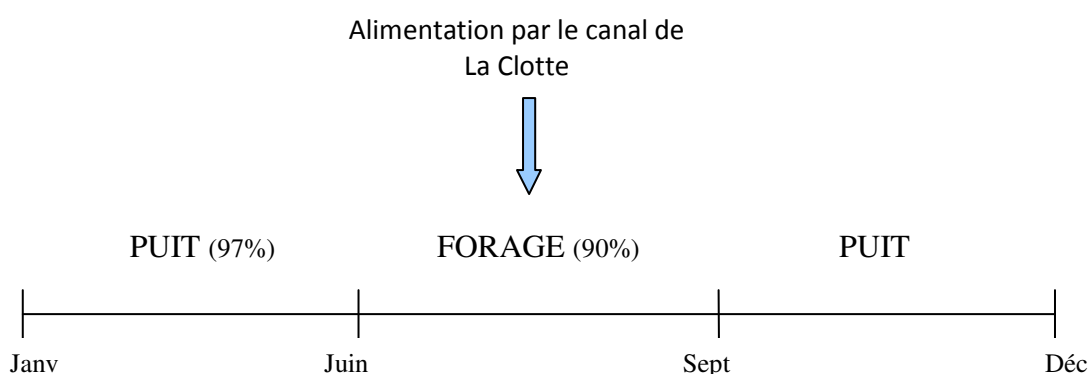 Alimentation par le canal de
La Clotte
PUIT (97%) FORAGE (90%) PUIT
Janv Juin Sept Déc